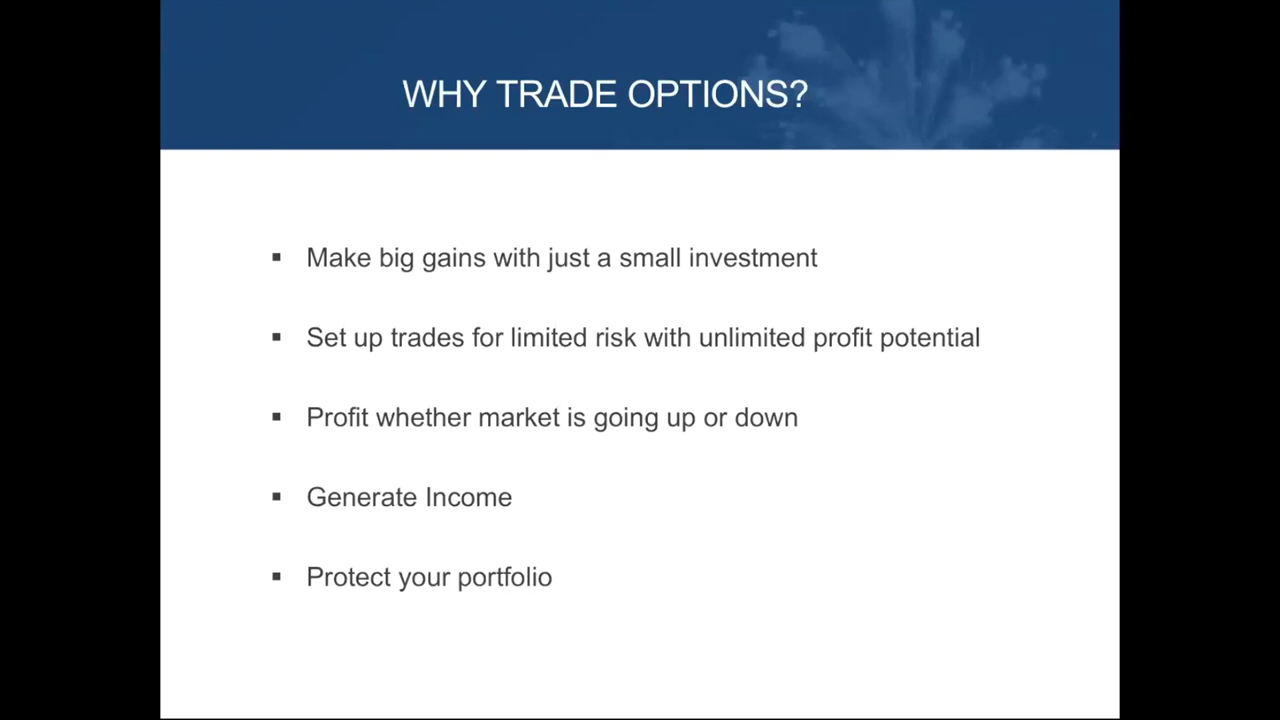 WHY TRADE OPTIONS?
▪ Make big gains with just a small investment
▪ Set up trades for limited risk with unlimited profit potential
▪ Profit whether market is going up or down
▪ Generate Income
▪ Protect your portfolio